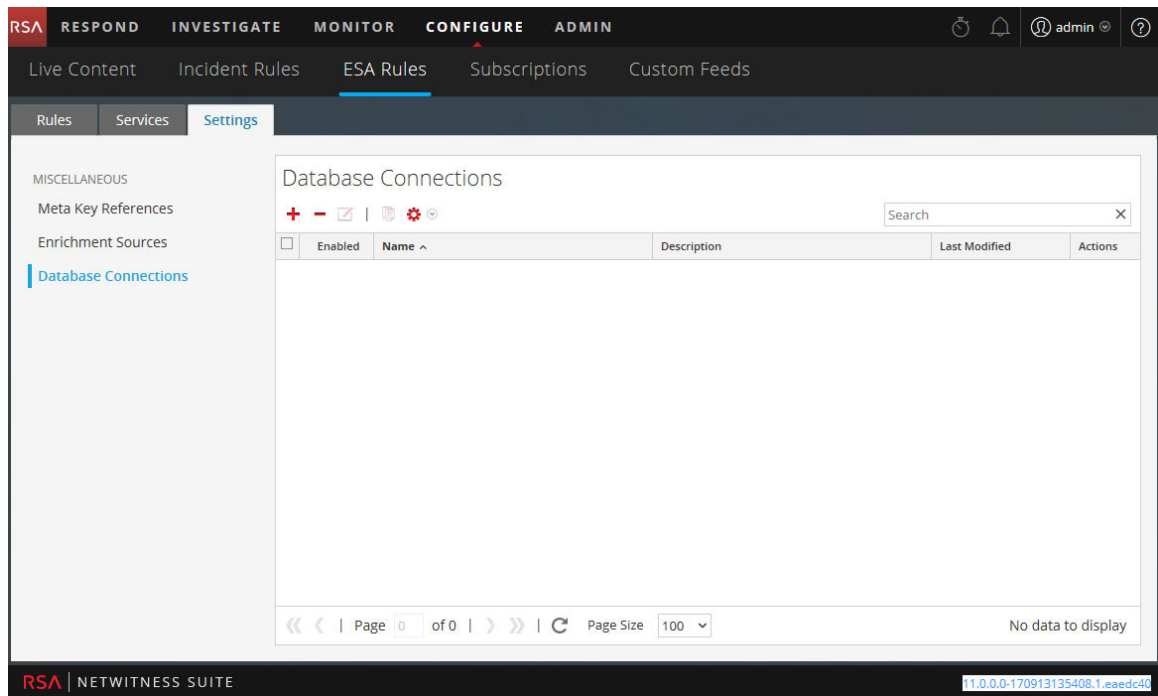 RSA RESPOND INVESTIGATE MONITOR CONFIGURE ADMIN admin
Live Content Incident Rules ESA Rules Subscriptions Custom Feeds
Rules Services Settings
MISCELLANEOUS
Meta Key References
Enrichment Sources
Database Connections
Database Connections
Search
Enabled Name Description Last Modified Actions
Page 0 of 0 Page Size 100 No data to display
RSA NETWITNESS SUITE 11.0.0.0-170913135408.1.eaedc40